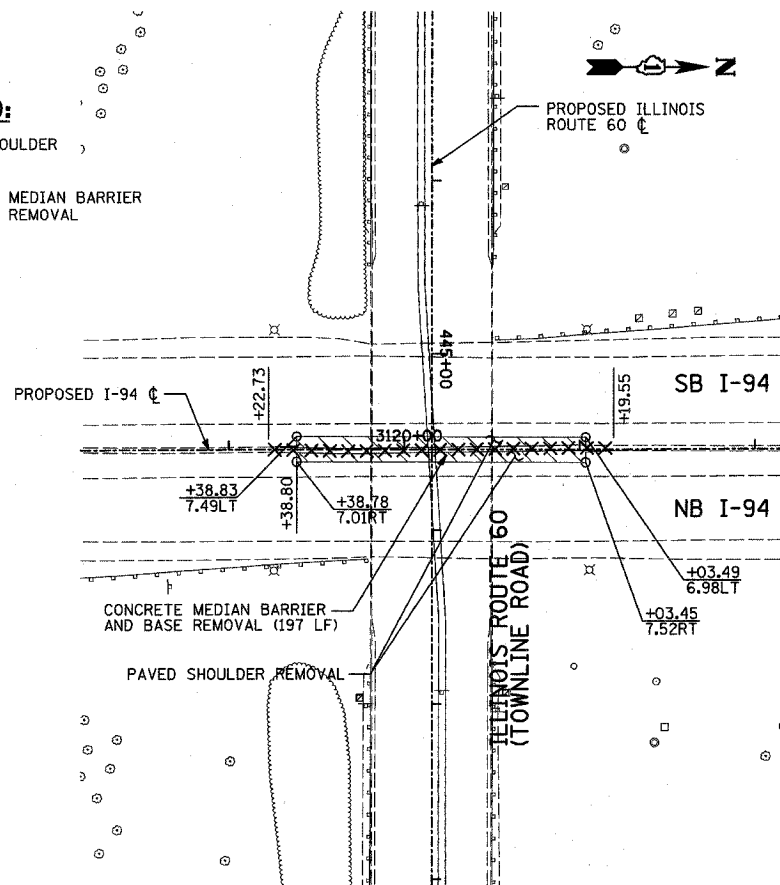 ):
OULDER
MEDIAN BARRIER
REMOVAL
N
PROPOSED ILLINOIS
ROUTE 60 ℄
445+00
+22.73
+19.55
SB I-94
PROPOSED I-94 ℄
3120+00
+38.83
7.49LT
+38.80
+38.78
7.01RT
NB I-94
+03.49
6.98LT
+03.45
7.52RT
CONCRETE MEDIAN BARRIER
AND BASE REMOVAL (197 LF)
PAVED SHOULDER REMOVAL
ILLINOIS ROUTE 60
(TOWNLINE ROAD)